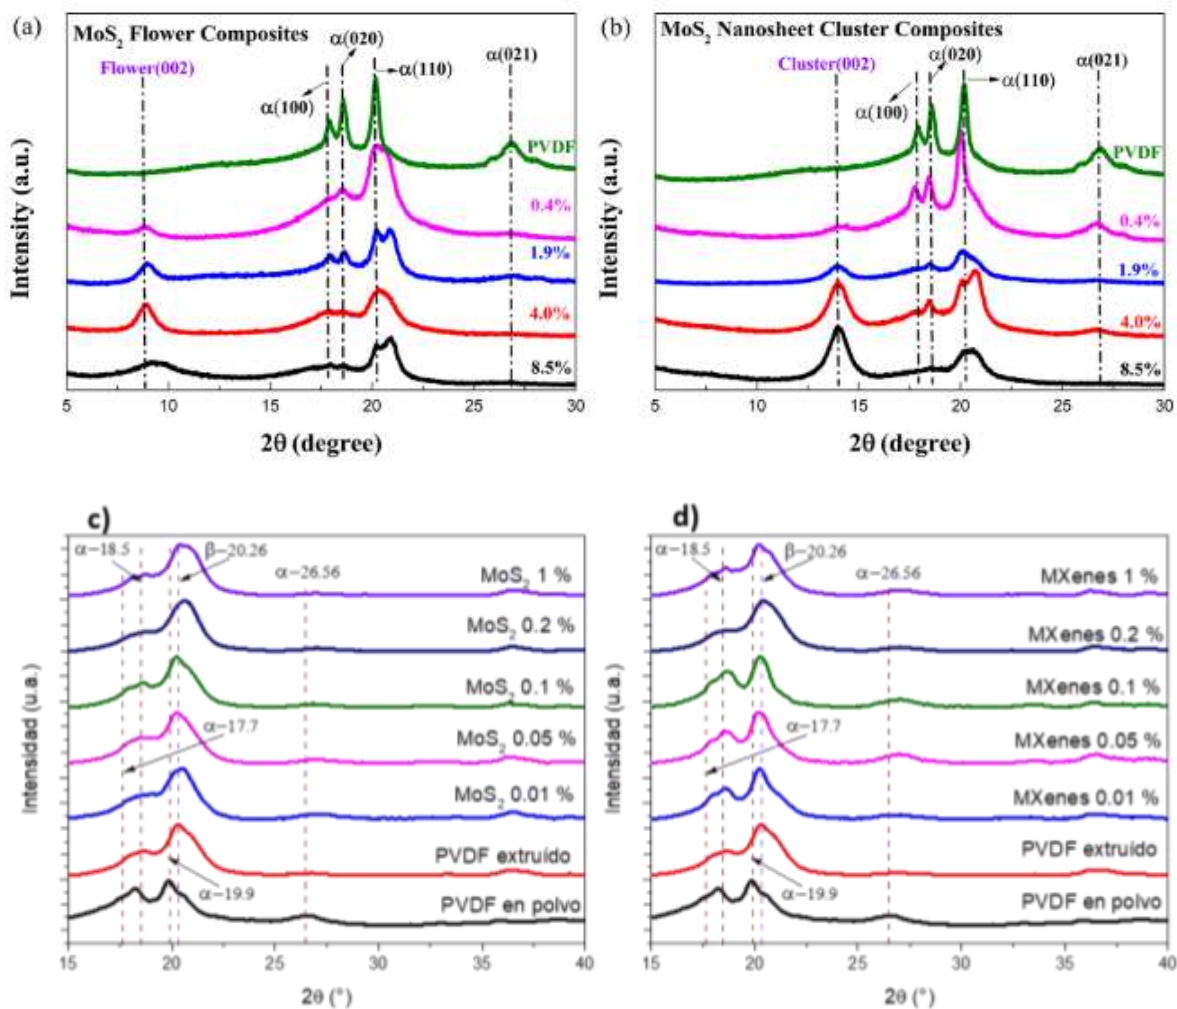 (a)
MoS₂ Flower Composites
Flower(002)
α(100)
α(020)
α(110)
α(021)
PVDF
0.4%
1.9%
4.0%
8.5%
Intensity (a.u.)
5 10 15 20 25 30
2θ (degree)
(b)
MoS₂ Nanosheet Cluster Composites
Cluster(002)
α(100)
α(020)
α(110)
α(021)
PVDF
0.4%
1.9%
4.0%
8.5%
Intensity (a.u.)
5 10 15 20 25 30
2θ (degree)
c)
α−18.5
β−20.26
α−26.56
MoS₂ 1 %
MoS₂ 0.2 %
MoS₂ 0.1 %
α−17.7
MoS₂ 0.05 %
MoS₂ 0.01 %
PVDF extruído
α−19.9
PVDF en polvo
Intensidad (u.a.)
15 20 25 30 35 40
2θ (°)
d)
α−18.5
β−20.26
α−26.56
MXenes 1 %
MXenes 0.2 %
MXenes 0.1 %
α−17.7
MXenes 0.05 %
MXenes 0.01 %
PVDF extruído
α−19.9
PVDF en polvo
Intensidad (u.a.)
15 20 25 30 35 40
2θ (°)